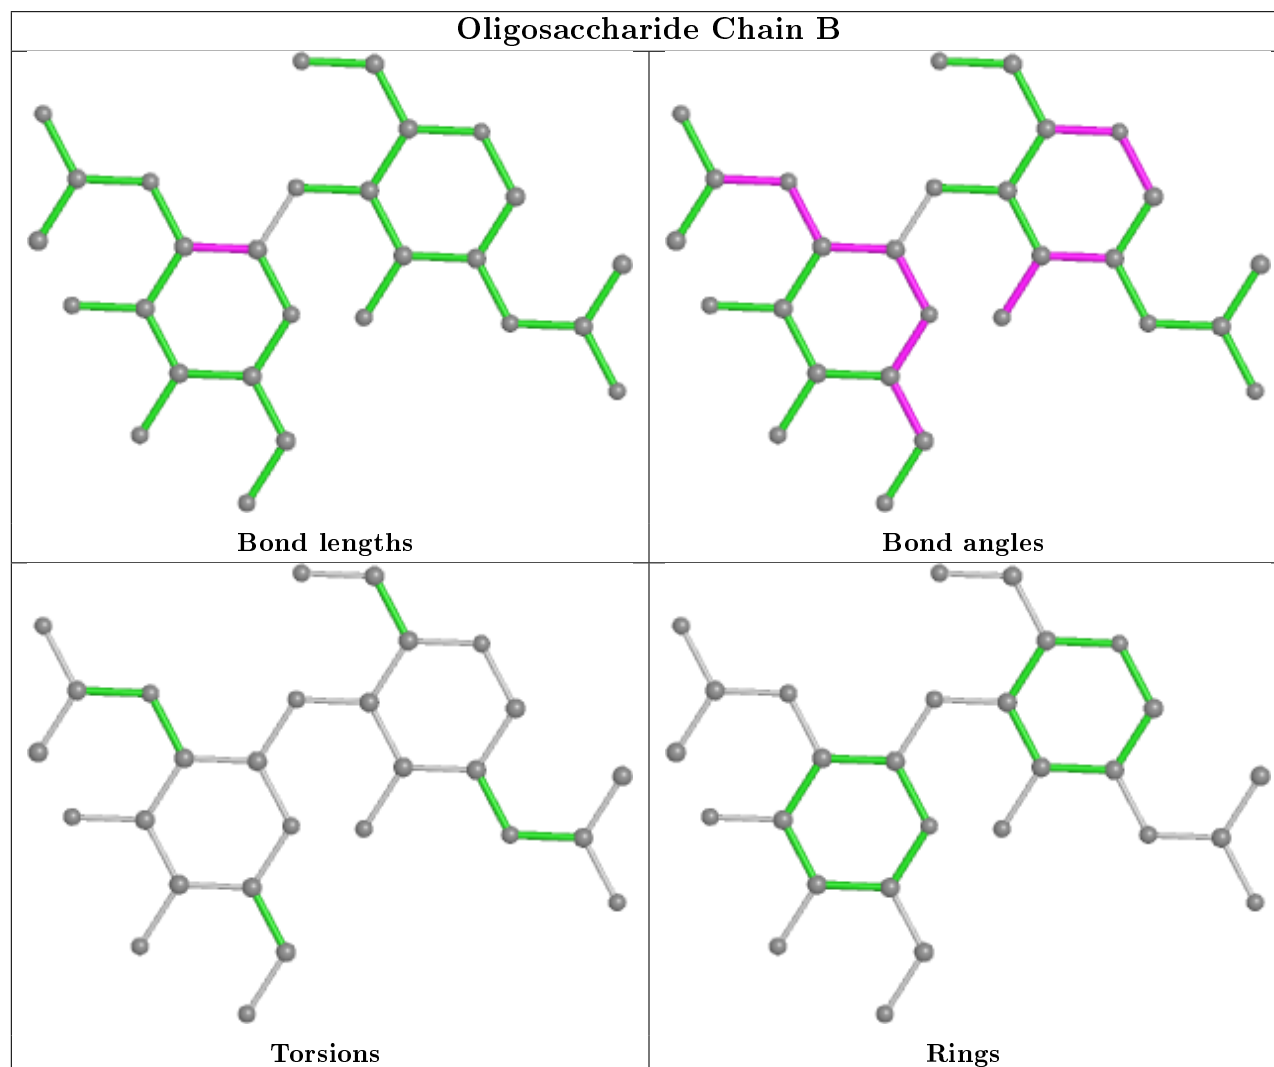 Oligosaccharide Chain B
Bond lengths
Bond angles
Torsions
Rings